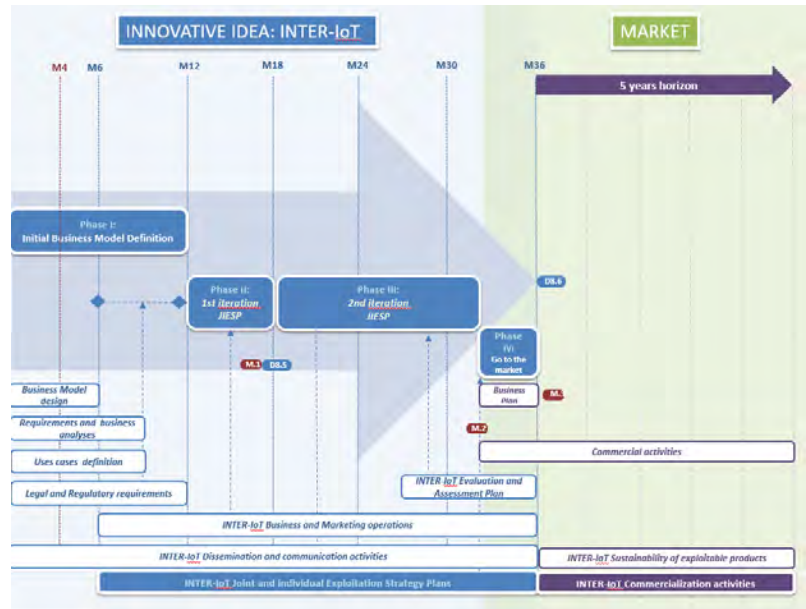 INNOVATIVE IDEA: INTER-IoT
MARKET
M4
M6
M12
M18
M24
M30
M36
5 years horizon
Phase I:
Initial Business Model Definition
Phase II:
1st iteration
JIESP
Phase III:
2nd iteration
JIESP
D8.6
Phase
IV:
Go to the
market
M.1
D8.5
Business Model
design
Business
Plan
M.
Requirements and business
analyses
M.2
Uses cases definition
Commercial activities
Legal and Regulatory requirements
INTER-IoT Evaluation and
Assessment Plan
INTER-IoT Business and Marketing operations
INTER-IoT Dissemination and communication activities
INTER-IoT Sustainability of exploitable products
INTER-IoT Joint and Individual Exploitation Strategy Plans
INTER-IoT Commercialization activities